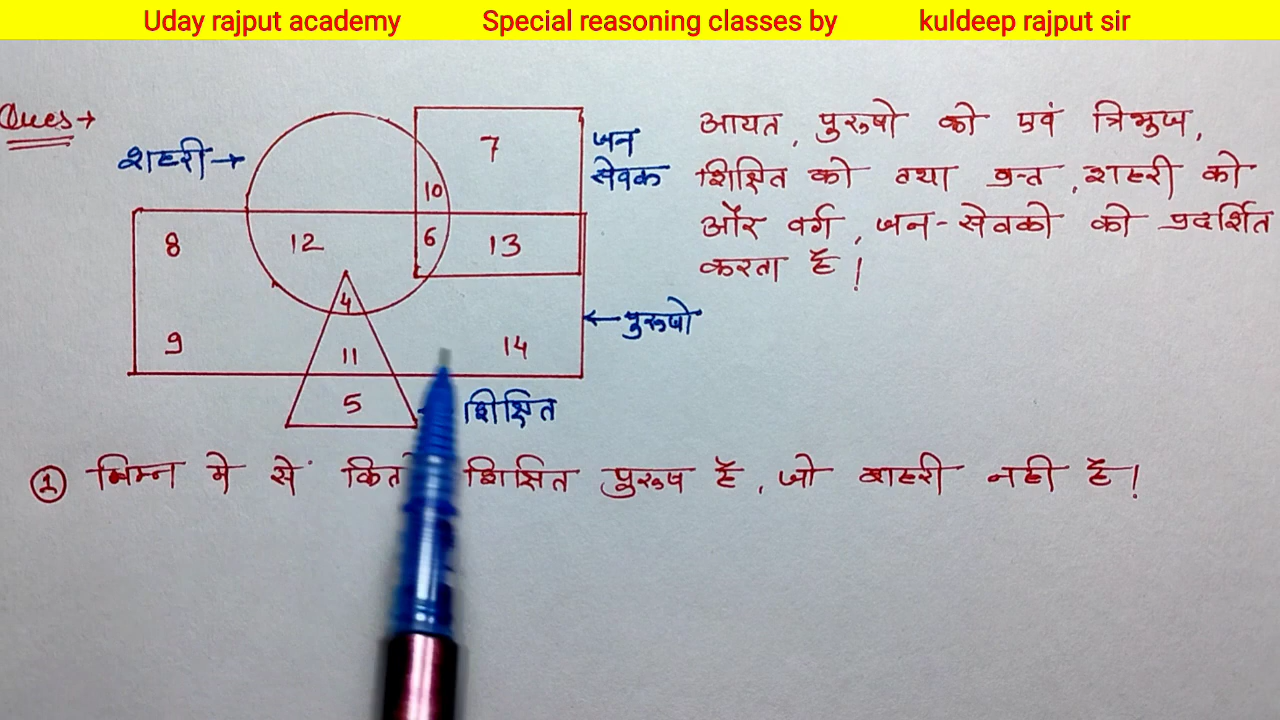 Uday rajput academy Special reasoning classes by kuldeep rajput sir
Ques →
शहरी →
जन
सेवक
7
10
8
12
6
13
4
9
11
14
5
← पुरुषो
शिक्षित
आयत, पुरुषो को एवं त्रिभुज,
शिक्षित को तथा व्रत्त, शहरी को
और वर्ग, जन-सेवको को प्रदर्शित
करता है।
① निम्न मे से शिक्षित पुरुष है, जो शहरी नही है।